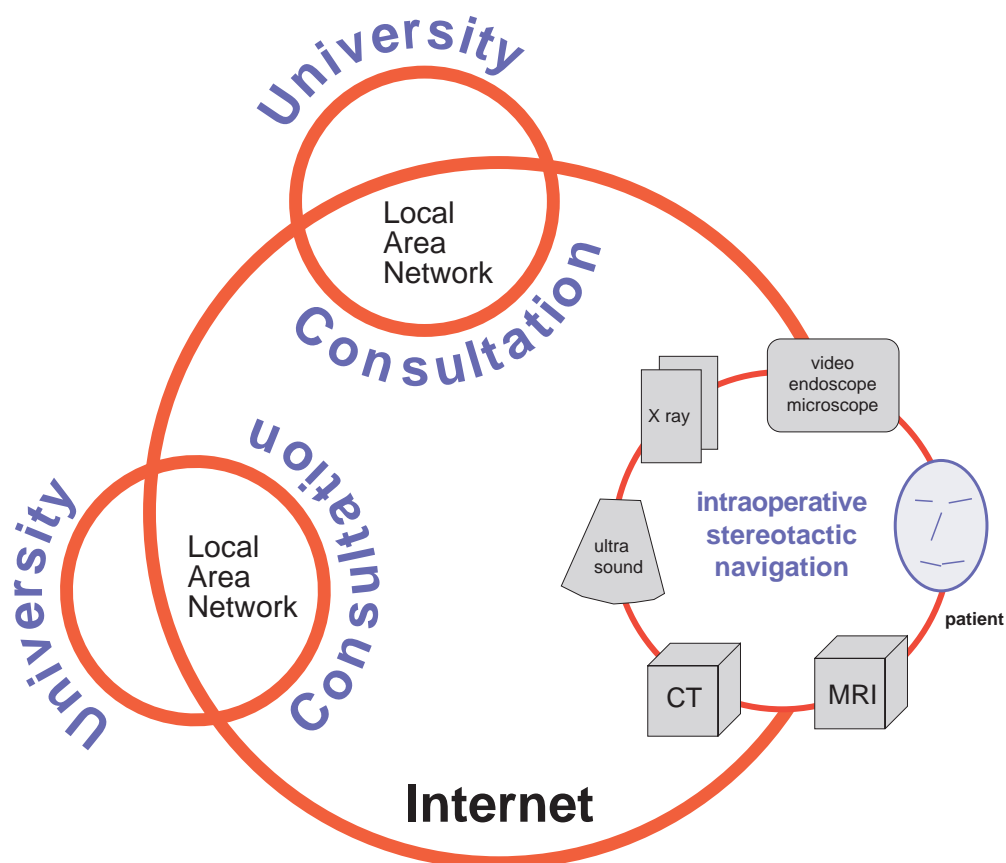 University
Local
Area
Network
Consultation
University
Local
Area
Network
Consultation
video
endoscope
microscope
X ray
intraoperative
stereotactic
navigation
ultra
sound
patient
CT
MRI
Internet